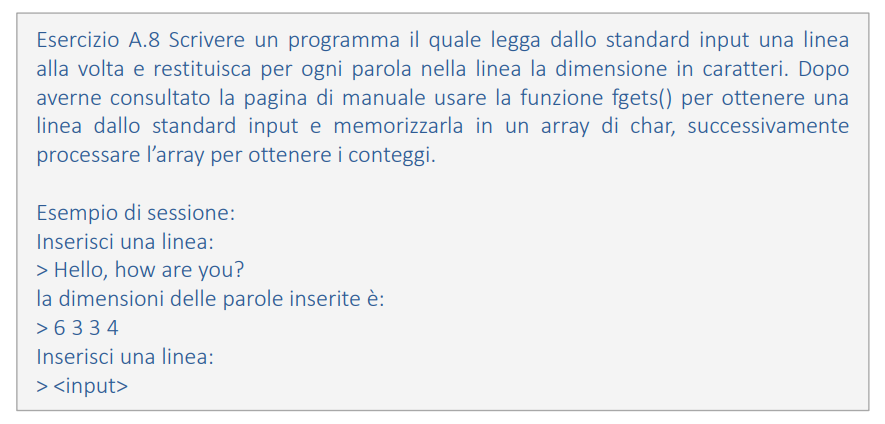 Esercizio A.8 Scrivere un programma il quale legga dallo standard input una linea
alla volta e restituisca per ogni parola nella linea la dimensione in caratteri. Dopo
averne consultato la pagina di manuale usare la funzione fgets() per ottenere una
linea dallo standard input e memorizzarla in un array di char, successivamente
processare l’array per ottenere i conteggi.
Esempio di sessione:
Inserisci una linea:
> Hello, how are you?
la dimensioni delle parole inserite è:
> 6 3 3 4
Inserisci una linea:
> <input>